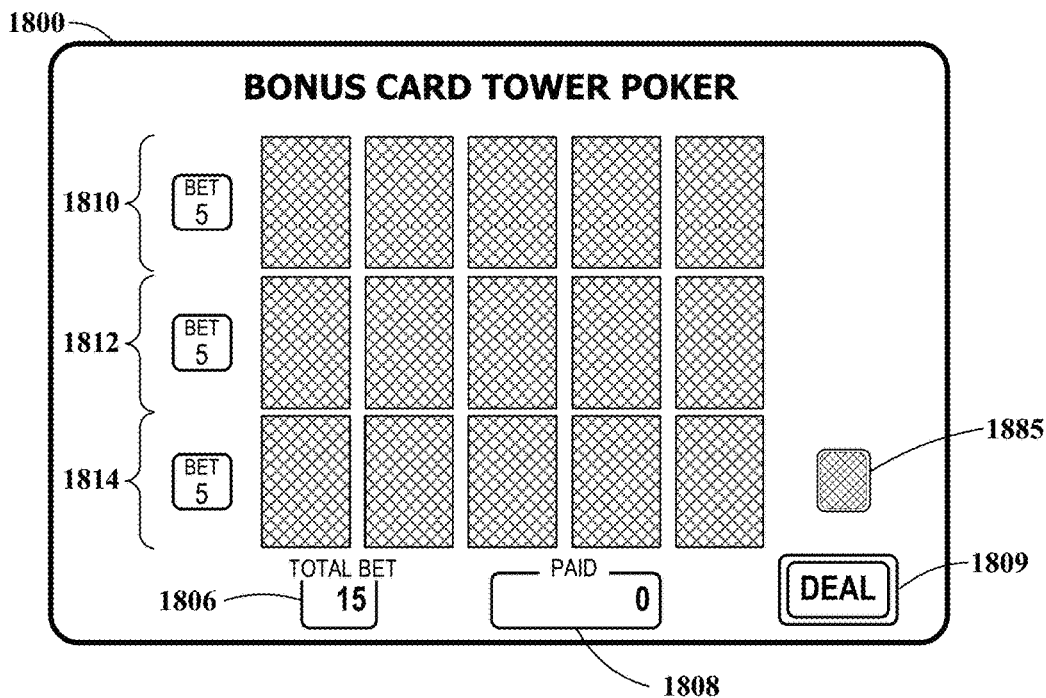 1800
BONUS CARD TOWER POKER
1810
BET
5
1812
BET
5
1885
1814
BET
5
TOTAL BET
PAID
1809
1806
15
0
DEAL
1808